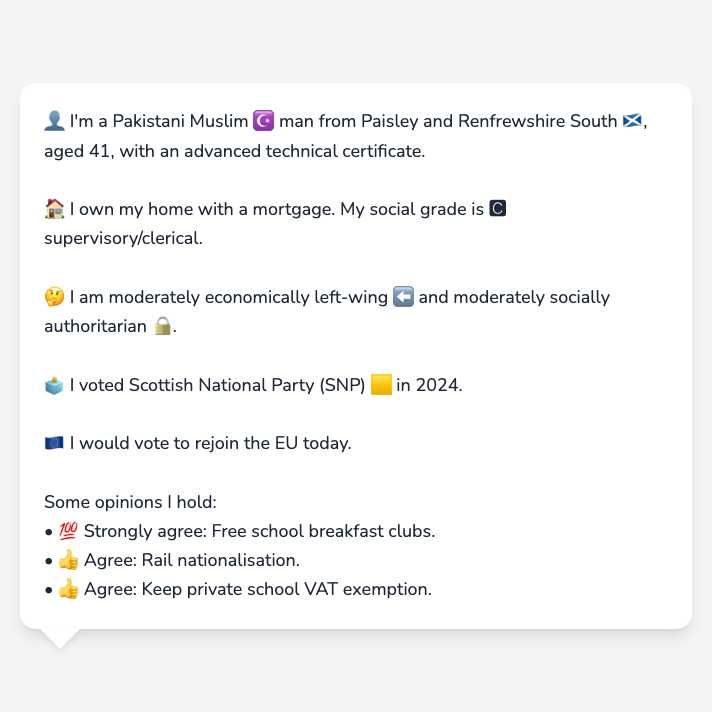 👤 I'm a Pakistani Muslim ☪️ man from Paisley and Renfrewshire South 🏴󠁧󠁢󠁳󠁣󠁴󠁿,
aged 41, with an advanced technical certificate.
🏠 I own my home with a mortgage. My social grade is 🅲
supervisory/clerical.
🤔 I am moderately economically left-wing ⬅️ and moderately socially
authoritarian 🔒.
🗳️ I voted Scottish National Party (SNP) 🟨 in 2024.
🇪🇺 I would vote to rejoin the EU today.
Some opinions I hold:
• 💯 Strongly agree: Free school breakfast clubs.
• 👍 Agree: Rail nationalisation.
• 👍 Agree: Keep private school VAT exemption.